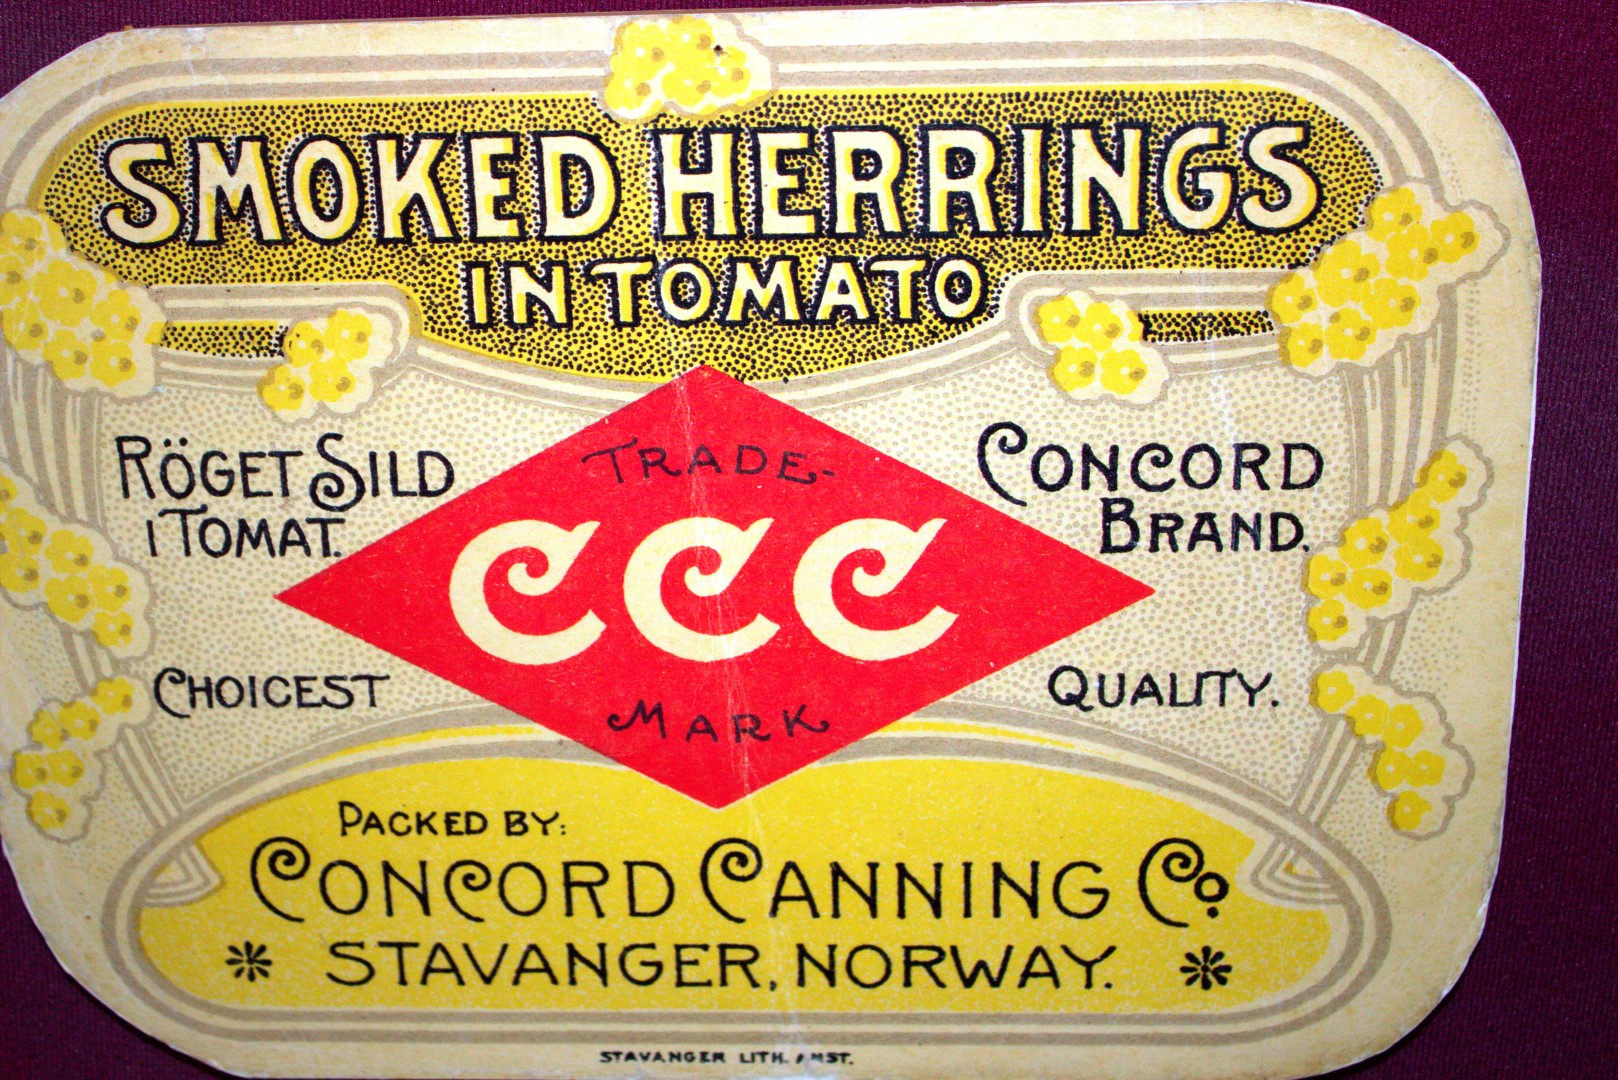 SMOKED HERRINGS
IN TOMATO
RÖGET SILD
I TOMAT.
TRADE-
CCC
MARK
CONCORD
BRAND.
CHOICEST
QUALITY.
PACKED BY:
CONCORD CANNING Co.
* STAVANGER, NORWAY. *
STAVANGER LITH.